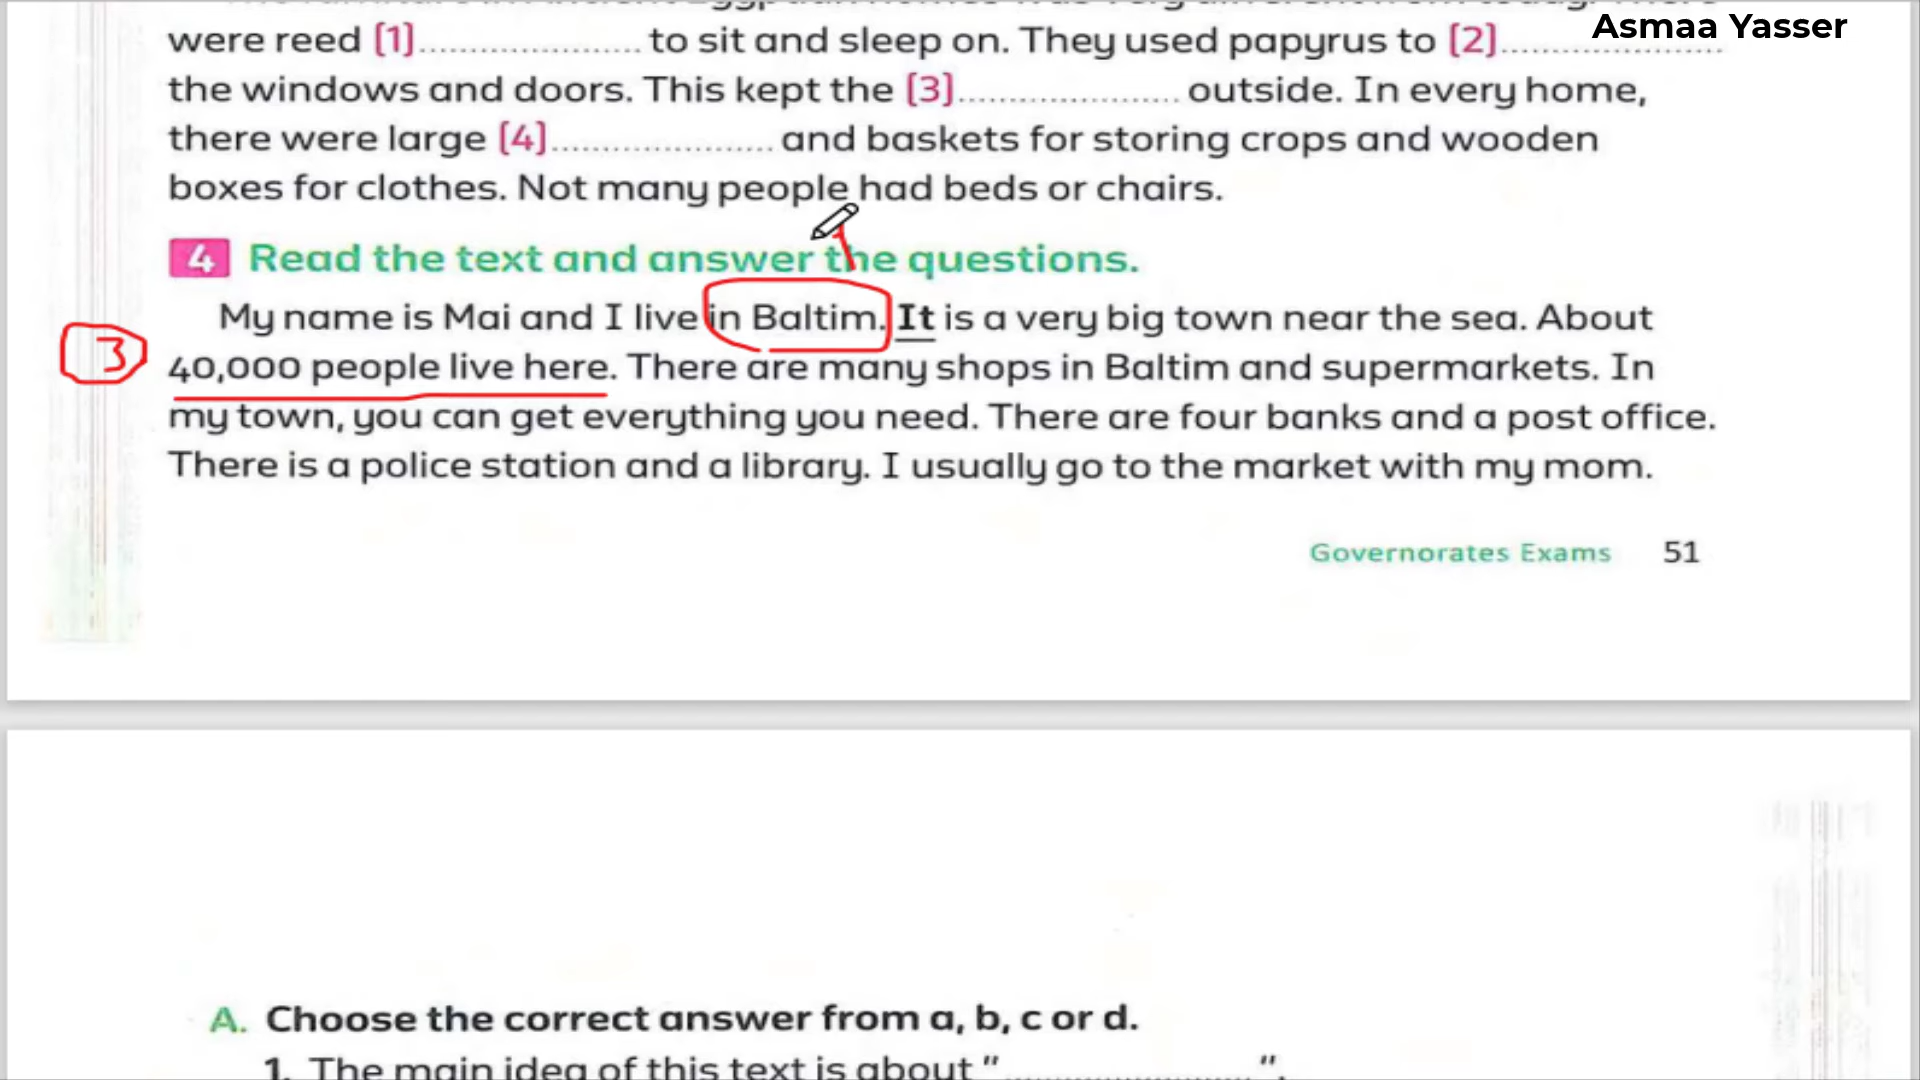 Asmaa Yasser
were reed [1]...................... to sit and sleep on. They used papyrus to [2]......................
the windows and doors. This kept the [3]...................... outside. In every home,
there were large [4]...................... and baskets for storing crops and wooden
boxes for clothes. Not many people had beds or chairs.
4 Read the text and answer the questions.
My name is Mai and I live in Baltim. It is a very big town near the sea. About
3
40,000 people live here. There are many shops in Baltim and supermarkets. In
my town, you can get everything you need. There are four banks and a post office.
There is a police station and a library. I usually go to the market with my mom.
Governorates Exams 51
A. Choose the correct answer from a, b, c or d.
1. The main idea of this text is about "......................".